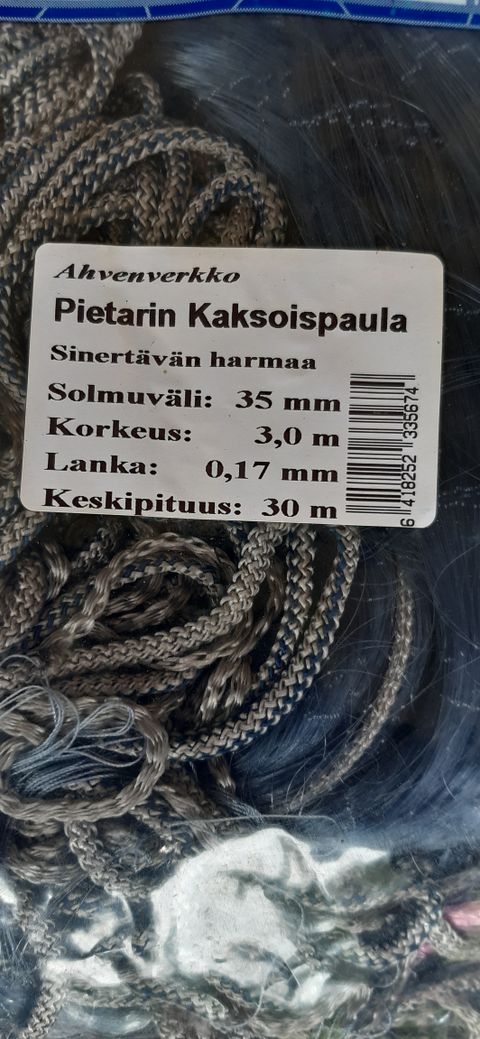 Ahvenverkko
Pietarin Kaksoispaula
Sinertävän harmaa
Solmuväli: 35 mm
Korkeus: 3,0 m
Lanka: 0,17 mm
Keskipituus: 30 m
6 418252 335674